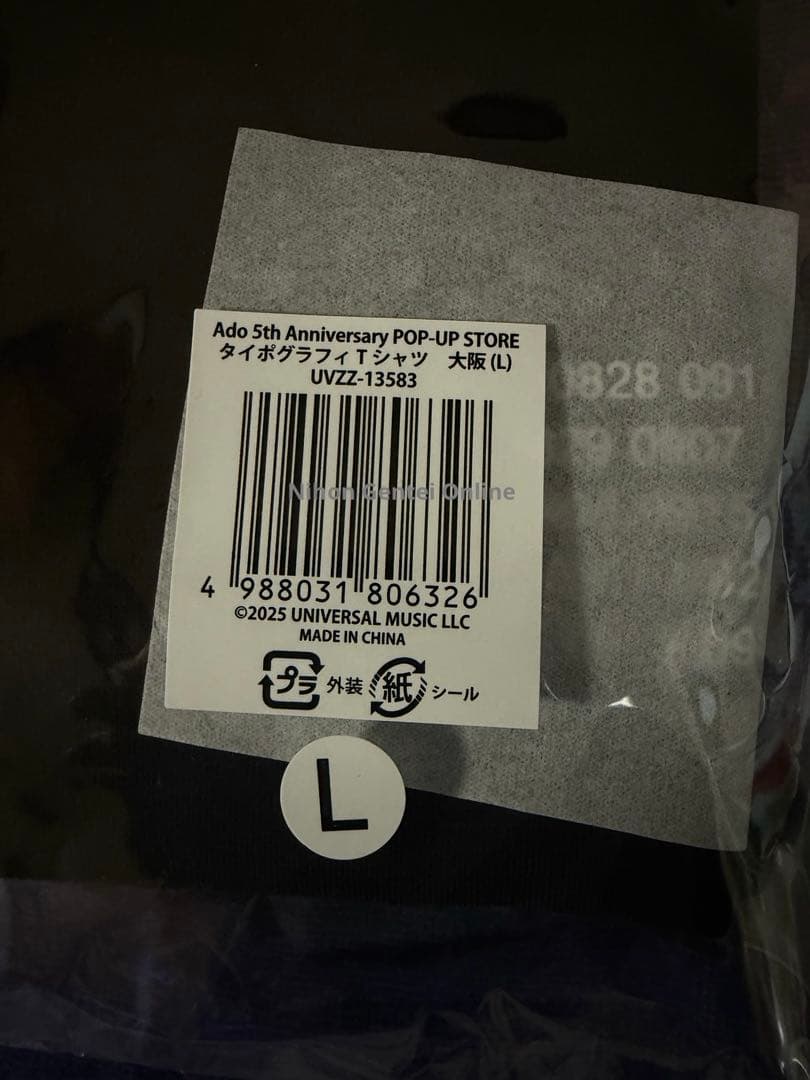 Ado 5th Anniversary POP-UP STORE
タイポグラフィTシャツ 大阪 (L)
UVZZ-13583
Nihon Gentei Online
4 988031 806326
©2025 UNIVERSAL MUSIC LLC
MADE IN CHINA
プラ 外装 紙 シール
L